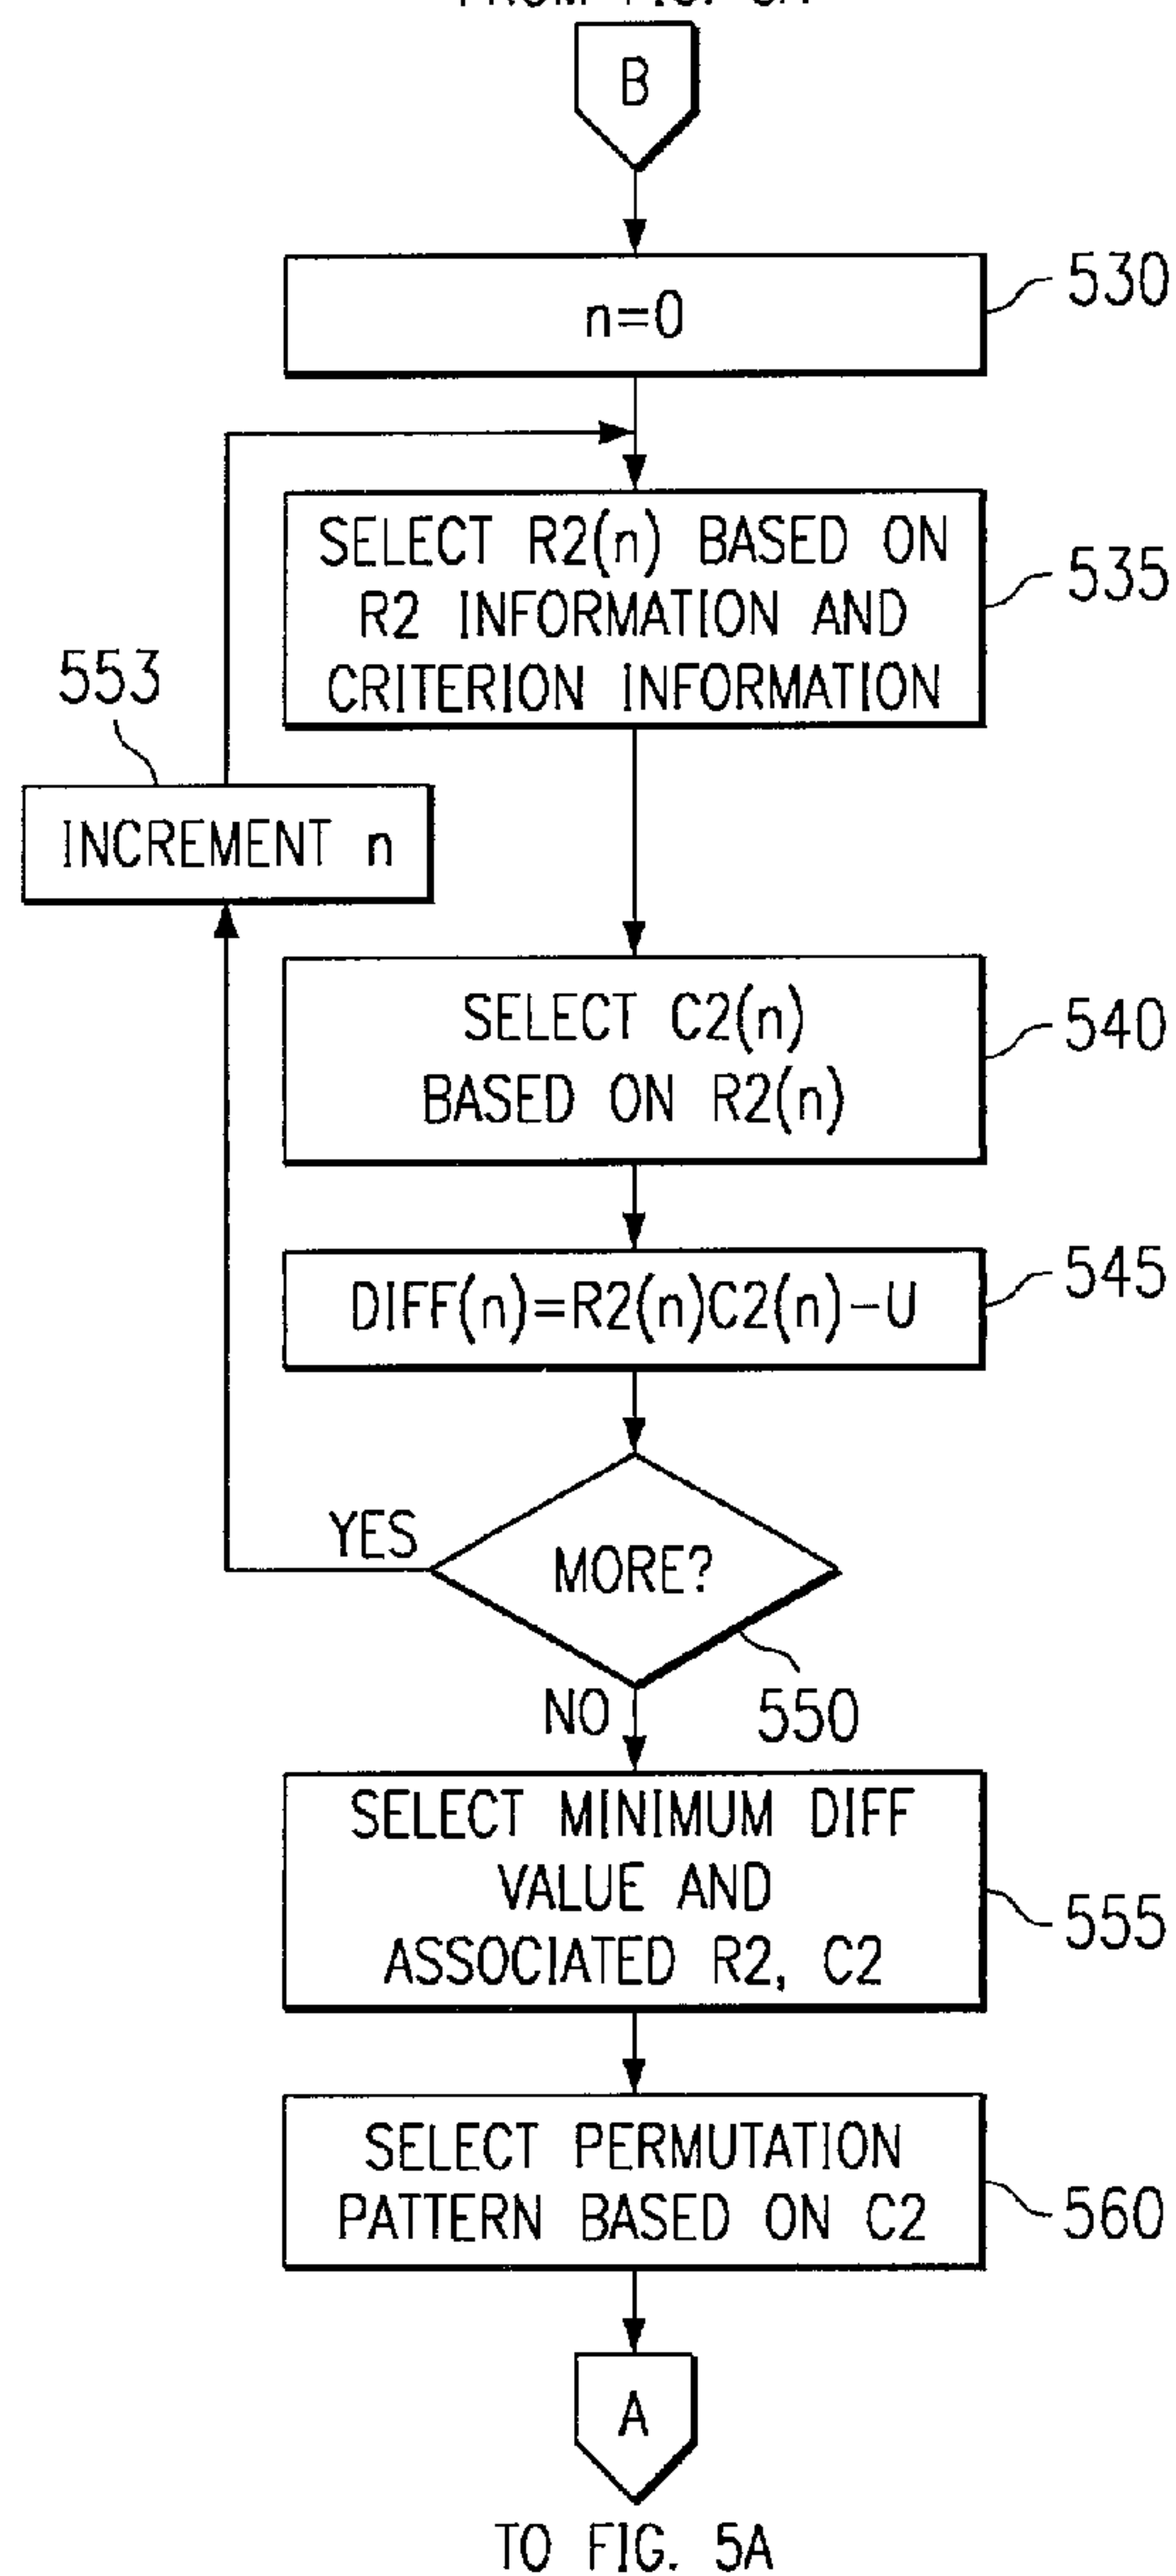 B
n=0
530
SELECT R2(n) BASED ON
R2 INFORMATION AND
CRITERION INFORMATION
535
553
INCREMENT n
SELECT C2(n)
BASED ON R2(n)
540
DIFF(n)=R2(n)C2(n)-U
545
YES
MORE?
550
NO
SELECT MINIMUM DIFF
VALUE AND
ASSOCIATED R2, C2
555
SELECT PERMUTATION
PATTERN BASED ON C2
560
A
TO FIG. 5A